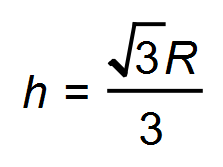 h = √3R / 3